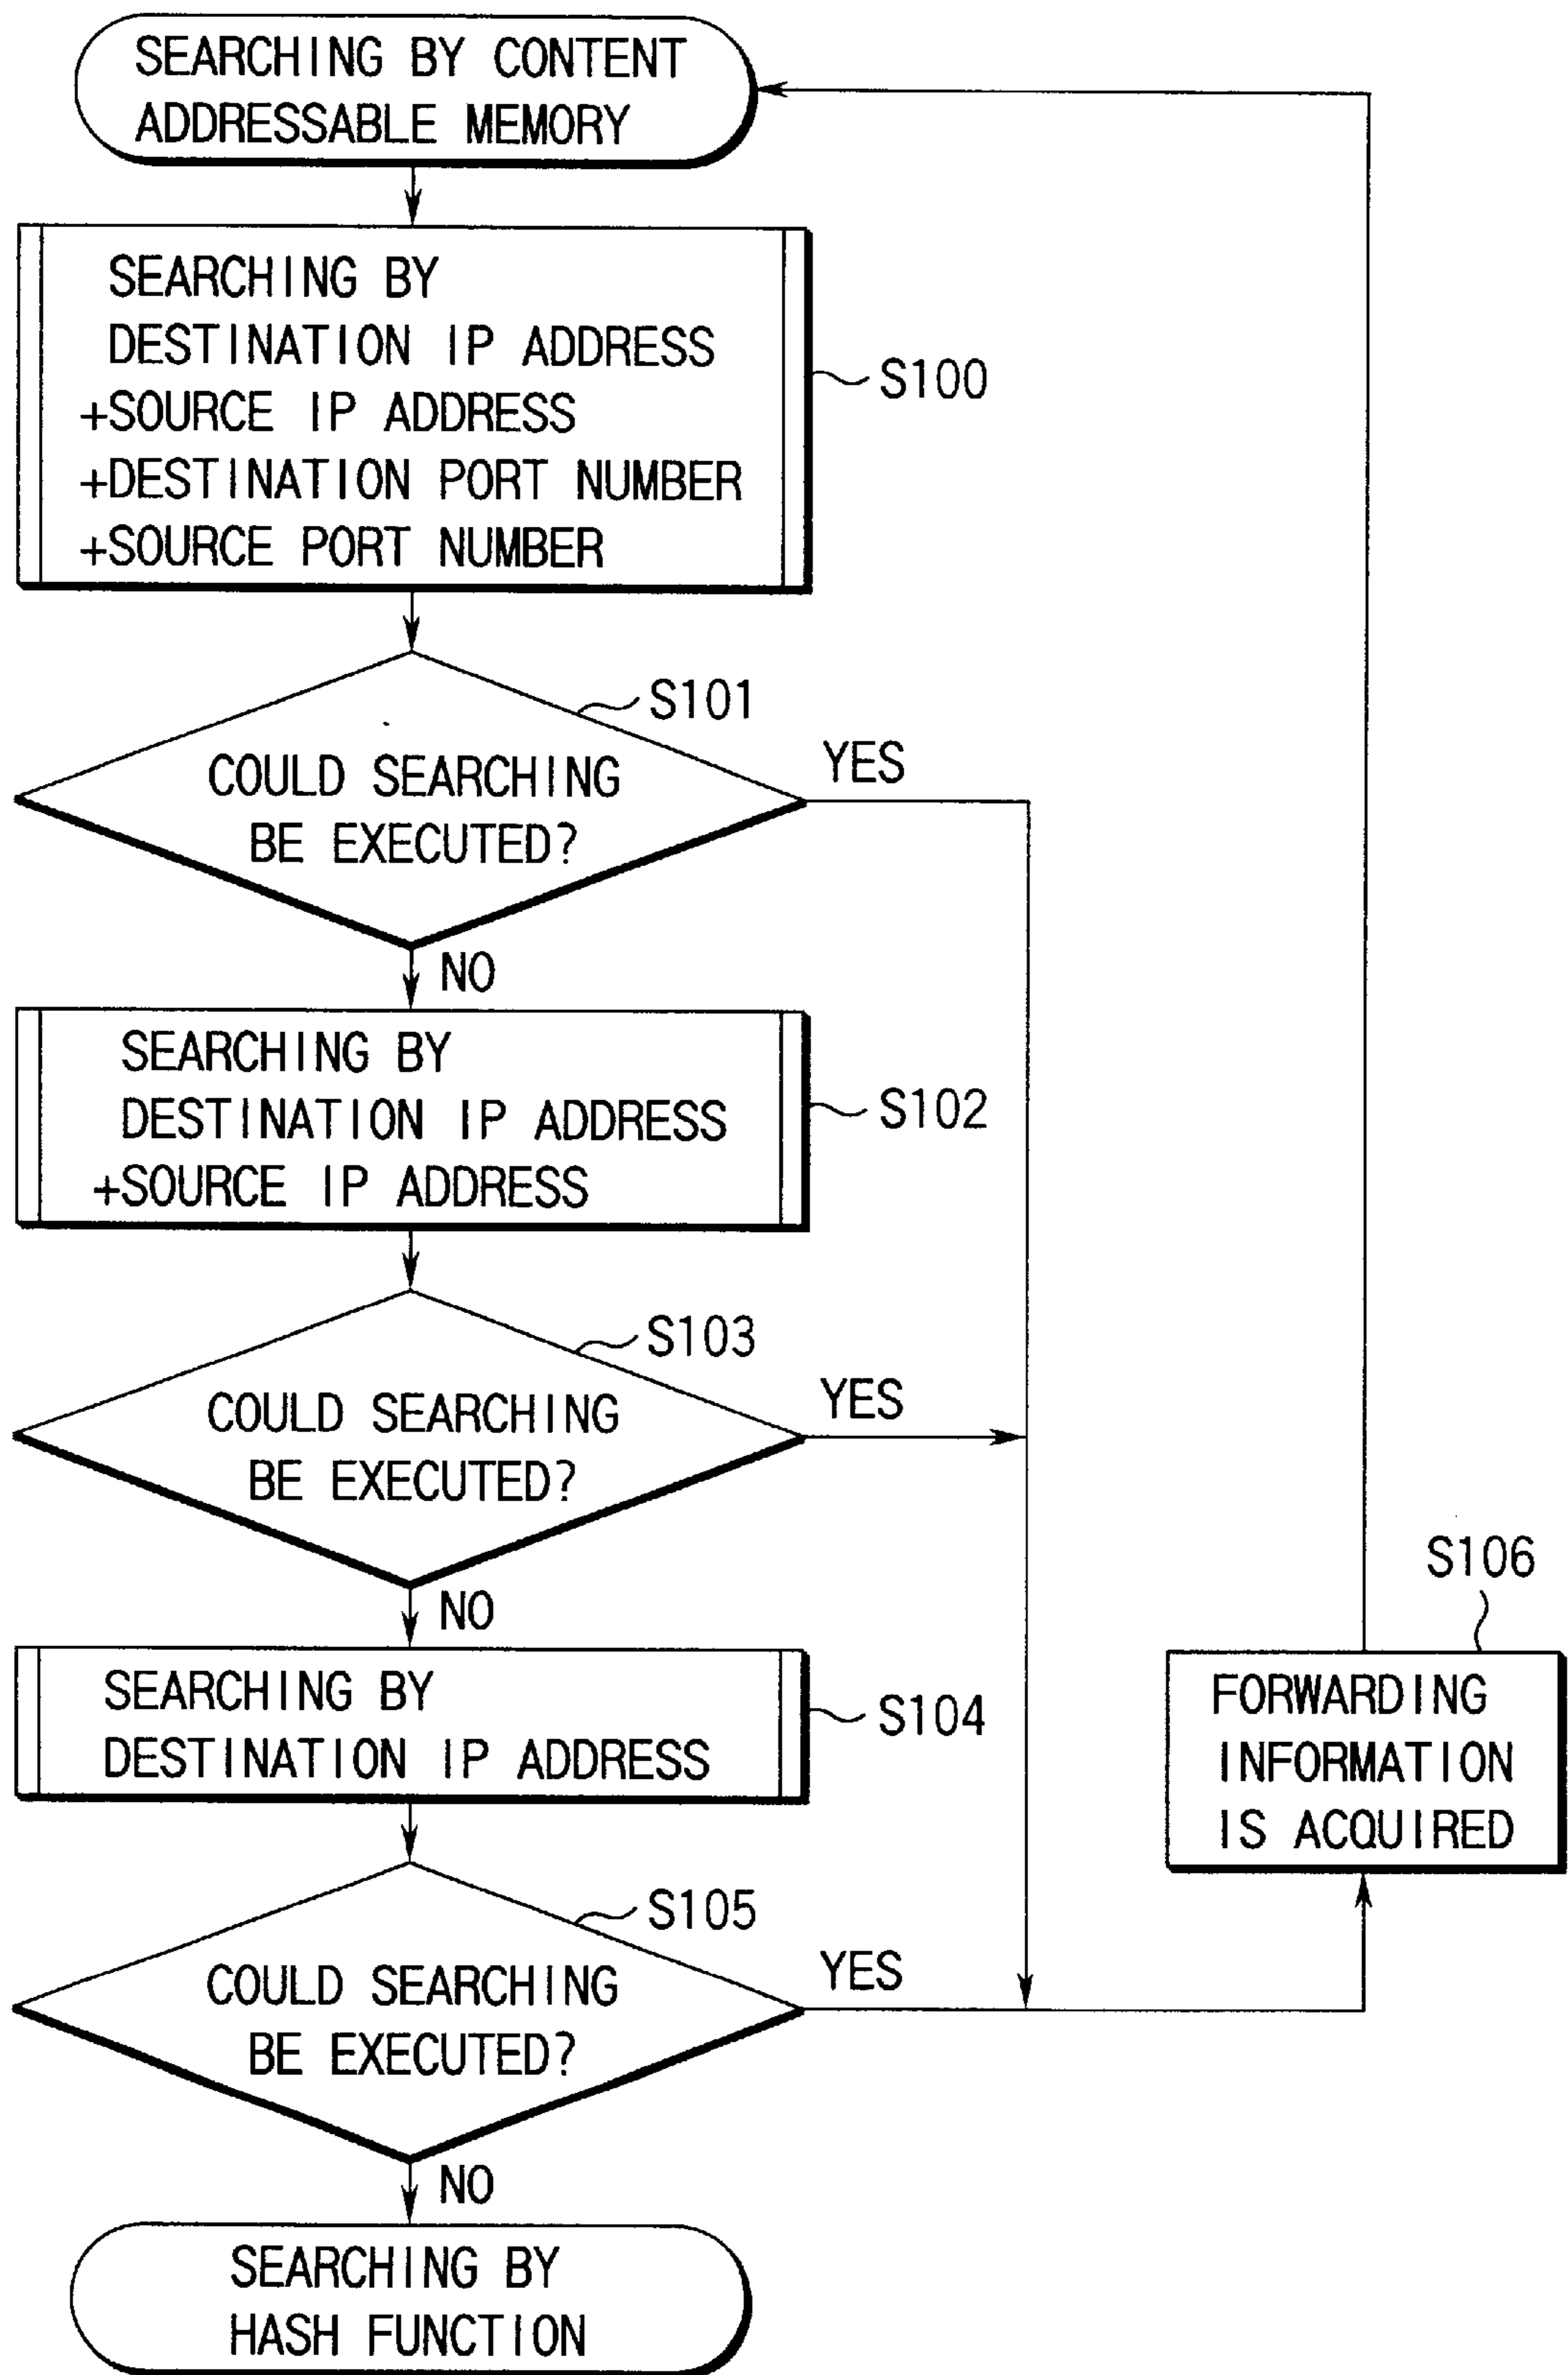 SEARCHING BY CONTENT
ADDRESSABLE MEMORY
SEARCHING BY
DESTINATION IP ADDRESS
+SOURCE IP ADDRESS
+DESTINATION PORT NUMBER
+SOURCE PORT NUMBER
S100
S101
COULD SEARCHING
BE EXECUTED?
YES
NO
SEARCHING BY
DESTINATION IP ADDRESS
+SOURCE IP ADDRESS
S102
S103
COULD SEARCHING
BE EXECUTED?
YES
NO
SEARCHING BY
DESTINATION IP ADDRESS
S104
S106
FORWARDING
INFORMATION
IS ACQUIRED
S105
COULD SEARCHING
BE EXECUTED?
YES
NO
SEARCHING BY
HASH FUNCTION